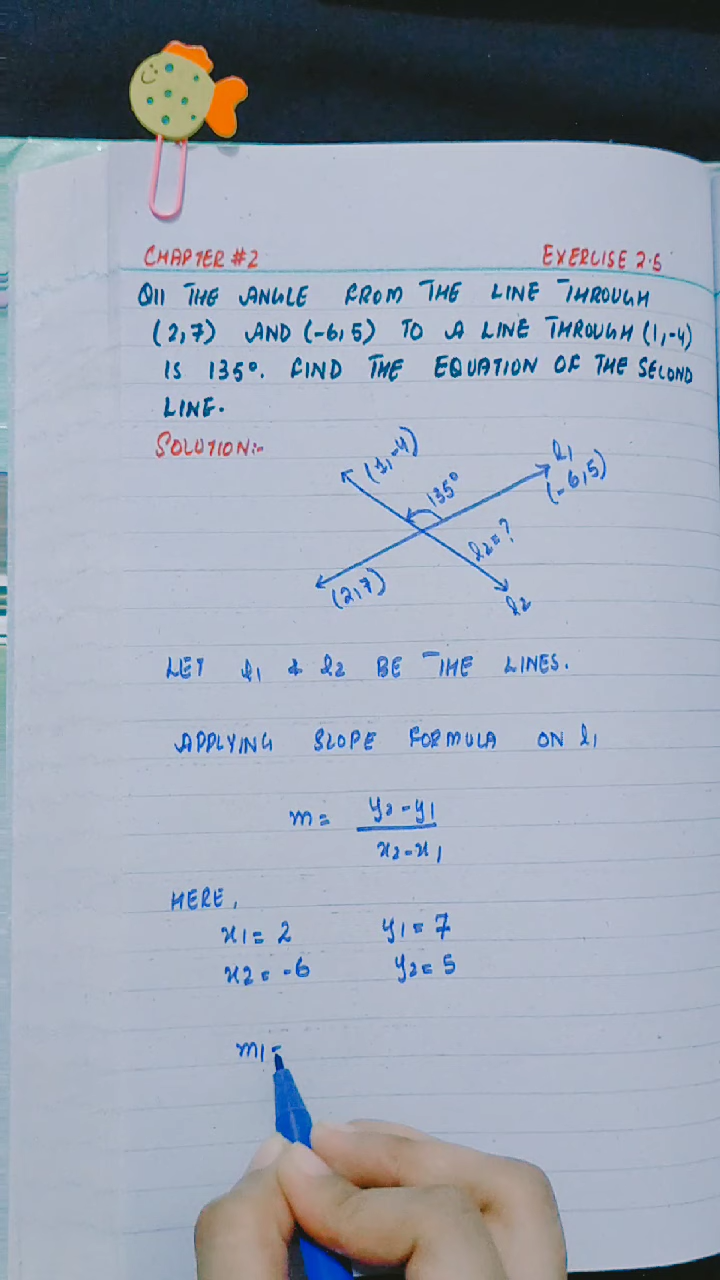 CHAPTER #2 EXERCISE 2.5
Q11 THE ANGLE FROM THE LINE THROUGH
(2,7) AND (-6,5) TO A LINE THROUGH (1,-4)
IS 135°. FIND THE EQUATION OF THE SECOND
LINE.
SOLUTION:-
(1,-4)
135°
l1
(-6,5)
l2=?
(2,7)
l2
LET l1 & l2 BE THE LINES.
APPLYING SLOPE FORMULA ON l1
m= y2-y1
x2-x1
HERE,
x1= 2 y1= 7
x2= -6 y2= 5
m1=